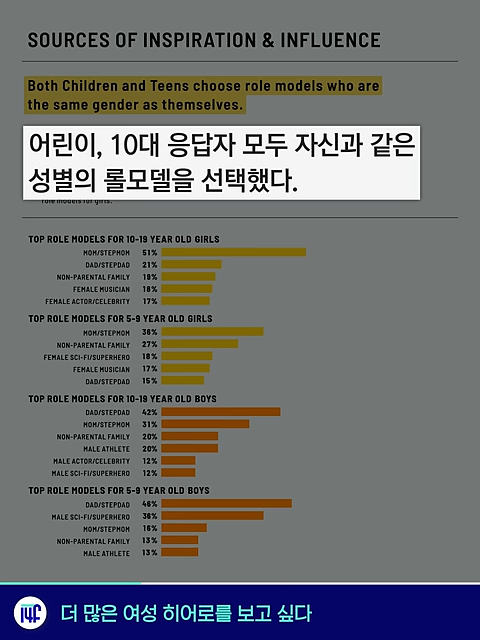 SOURCES OF INSPIRATION & INFLUENCE
Both Children and Teens choose role models who are
the same gender as themselves.
어린이, 10대 응답자 모두 자신과 같은
성별의 롤모델을 선택했다.
role models for girls.
TOP ROLE MODELS FOR 10-19 YEAR OLD GIRLS
MOM/STEPMOM 51%
DAD/STEPDAD 21%
NON-PARENTAL FAMILY 19%
FEMALE MUSICIAN 18%
FEMALE ACTOR/CELEBRITY 17%
TOP ROLE MODELS FOR 5-9 YEAR OLD GIRLS
MOM/STEPMOM 36%
NON-PARENTAL FAMILY 27%
FEMALE SCI-FI/SUPERHERO 18%
FEMALE MUSICIAN 17%
DAD/STEPDAD 15%
TOP ROLE MODELS FOR 10-19 YEAR OLD BOYS
DAD/STEPDAD 42%
MOM/STEPMOM 31%
NON-PARENTAL FAMILY 20%
MALE ATHLETE 20%
MALE ACTOR/CELEBRITY 12%
MALE SCI-FI/SUPERHERO 12%
TOP ROLE MODELS FOR 5-9 YEAR OLD BOYS
DAD/STEPDAD 46%
MALE SCI-FI/SUPERHERO 36%
MOM/STEPMOM 16%
NON-PARENTAL FAMILY 13%
MALE ATHLETE 13%
더 많은 여성 히어로를 보고 싶다